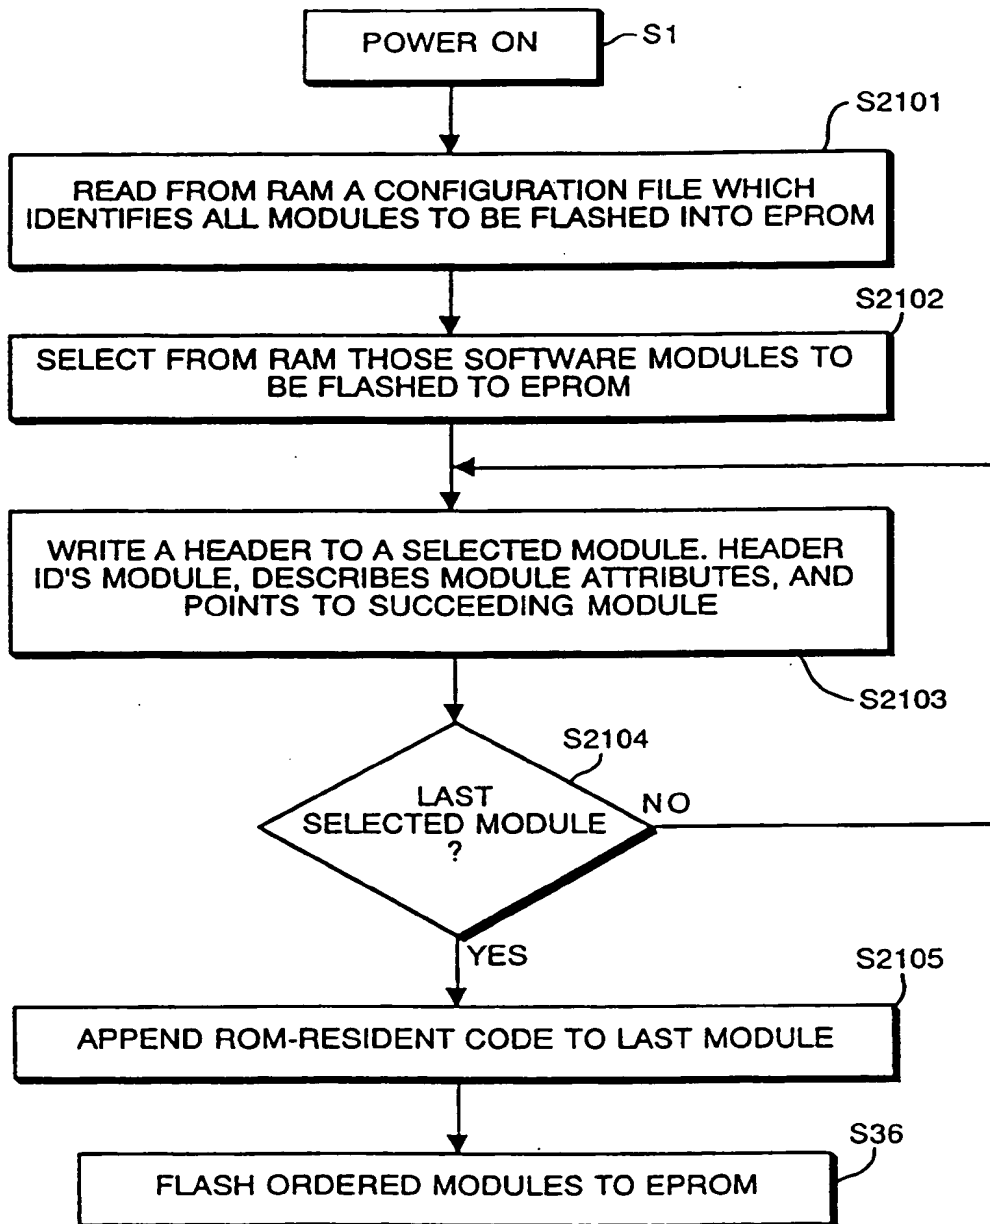 POWER ON
S1
S2101
READ FROM RAM A CONFIGURATION FILE WHICH
IDENTIFIES ALL MODULES TO BE FLASHED INTO EPROM
S2102
SELECT FROM RAM THOSE SOFTWARE MODULES TO
BE FLASHED TO EPROM
WRITE A HEADER TO A SELECTED MODULE. HEADER
ID'S MODULE, DESCRIBES MODULE ATTRIBUTES, AND
POINTS TO SUCCEEDING MODULE
S2103
S2104
LAST
SELECTED MODULE
?
NO
YES
S2105
APPEND ROM-RESIDENT CODE TO LAST MODULE
S36
FLASH ORDERED MODULES TO EPROM